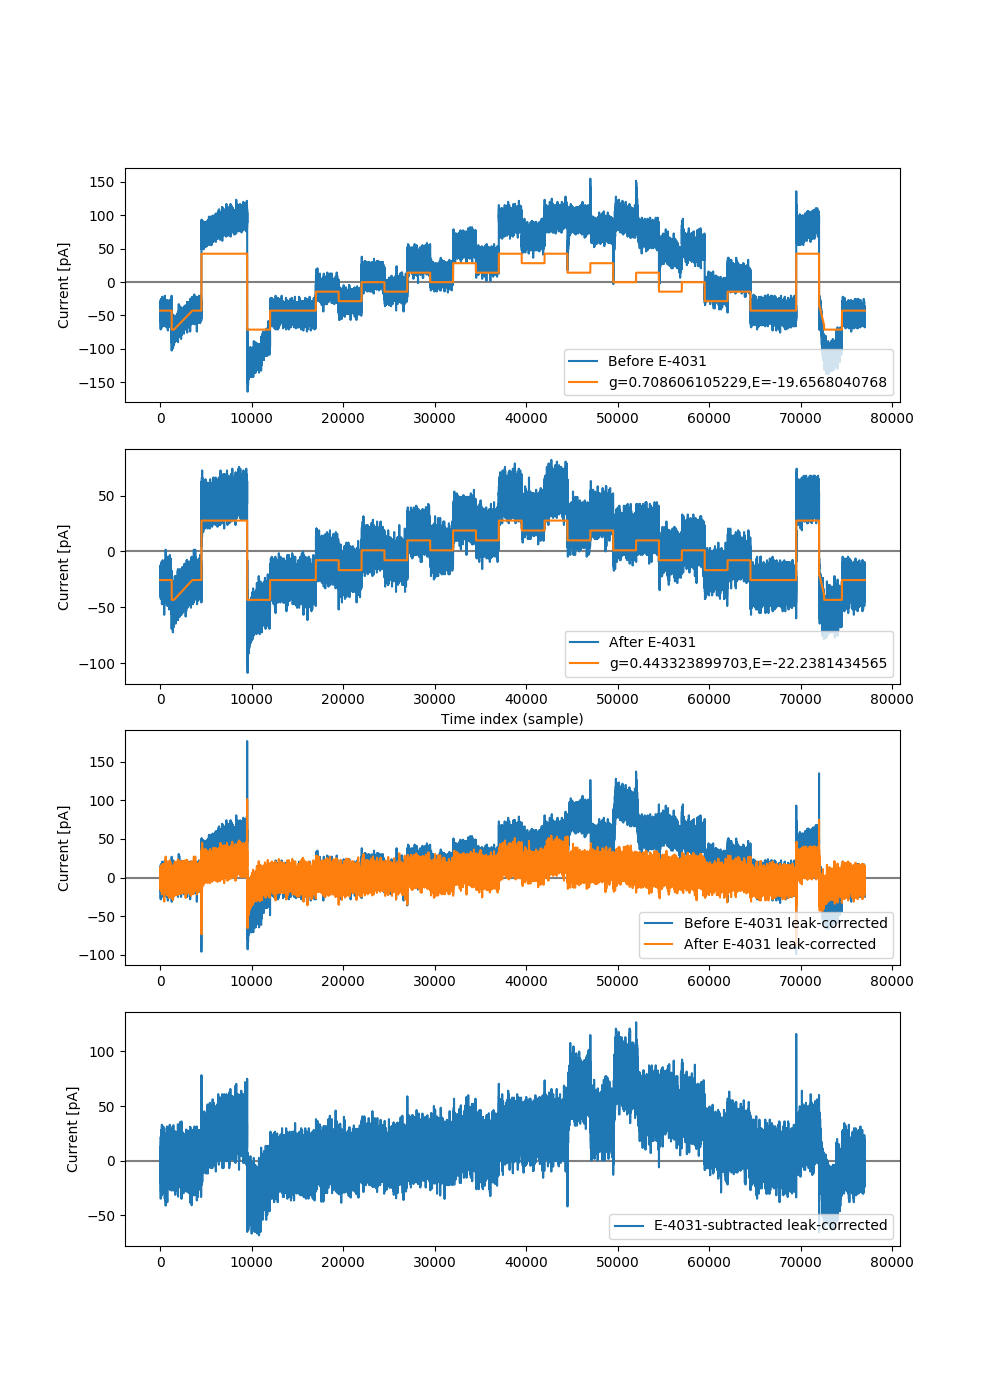 150
100
50
0
−50
−100
−150
Current [pA]
Before E-4031
g=0.708606105229,E=-19.6568040768
0 10000 20000 30000 40000 50000 60000 70000 80000
50
0
−50
−100
Current [pA]
After E-4031
g=0.443323899703,E=-22.2381434565
0 10000 20000 30000 40000 50000 60000 70000 80000
Time index (sample)
150
100
50
0
−50
−100
Current [pA]
Before E-4031 leak-corrected
After E-4031 leak-corrected
0 10000 20000 30000 40000 50000 60000 70000 80000
100
50
0
−50
Current [pA]
E-4031-subtracted leak-corrected
0 10000 20000 30000 40000 50000 60000 70000 80000